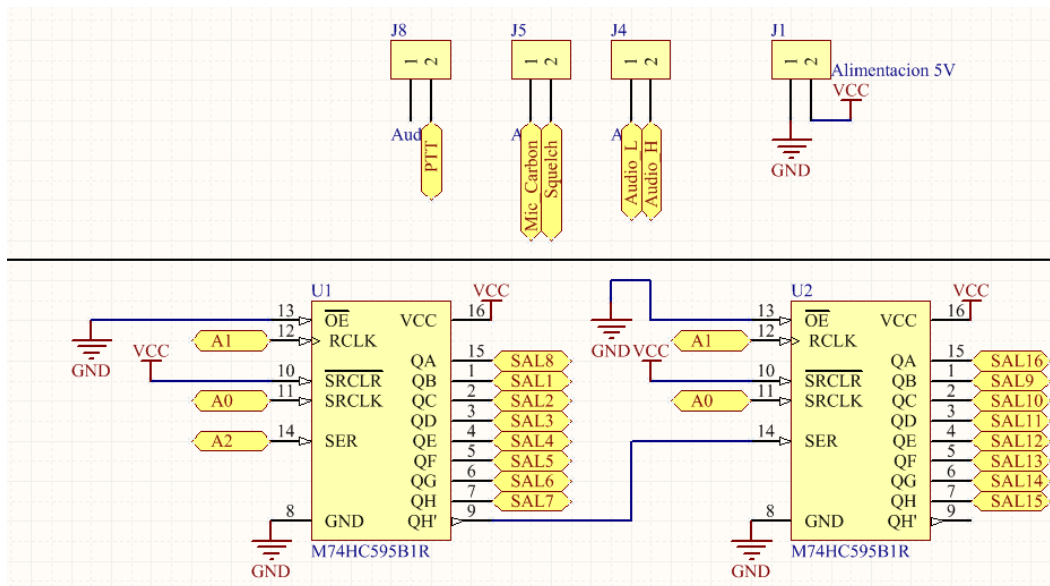 J8
J5
J4
J1
1 2
1 2
1 2
1 2
Alimentacion 5V
VCC
GND
Aud
PTT
A
Mic_Carbon
Squelch
A
Audio_L
Audio_H
U1
13 OE VCC 16 VCC
GND
A1 12 RCLK
VCC
QA 15 SAL8
10 SRCLR QB 1 SAL1
A0 11 SRCLK QC 2 SAL2
QD 3 SAL3
A2 14 SER QE 4 SAL4
QF 5 SAL5
QG 6 SAL6
QH 7 SAL7
8 GND QH' 9
GND
M74HC595B1R
U2
13 OE VCC 16 VCC
GND
A1 12 RCLK
VCC
QA 15 SAL16
10 SRCLR QB 1 SAL9
A0 11 SRCLK QC 2 SAL10
QD 3 SAL11
14 SER QE 4 SAL12
QF 5 SAL13
QG 6 SAL14
QH 7 SAL15
8 GND QH' 9
GND
M74HC595B1R